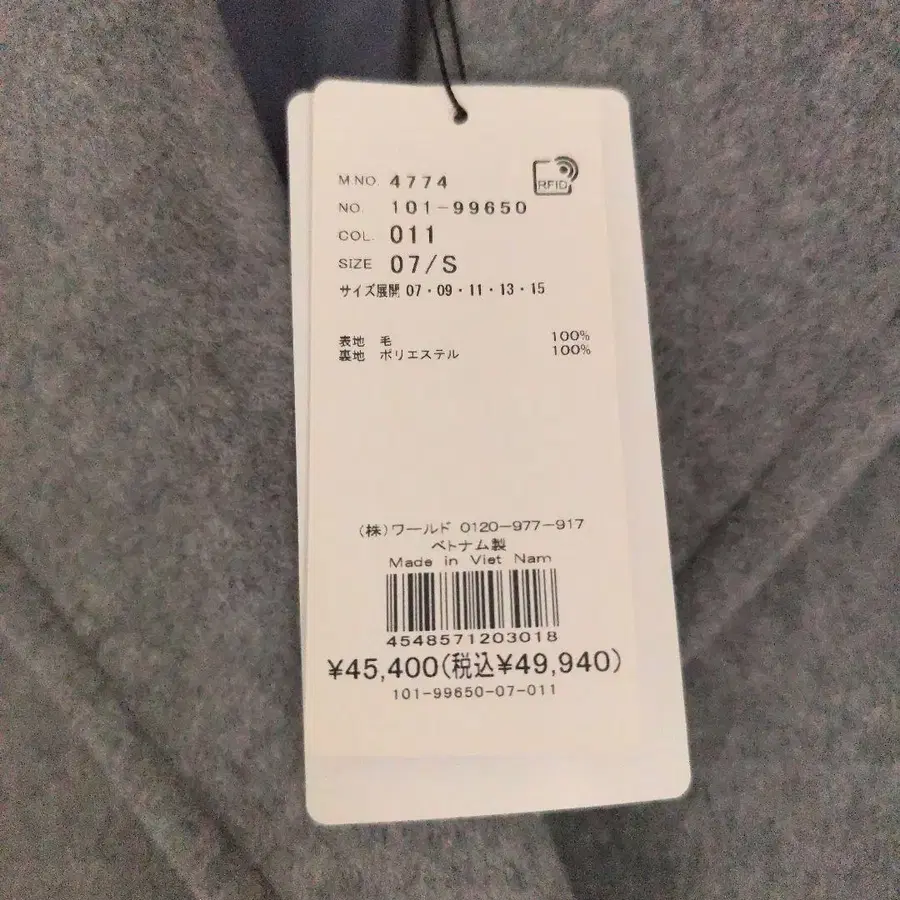 RFID
M.NO. 4774
NO. 101-99650
COL. 011
SIZE 07/S
サイズ展開 07・09・11・13・15
表地 毛 100%
裏地 ポリエステル 100%
(株)ワールド 0120-977-917
ベトナム製
Made in Viet Nam
4548571203018
¥45,400(税込¥49,940)
101-99650-07-011